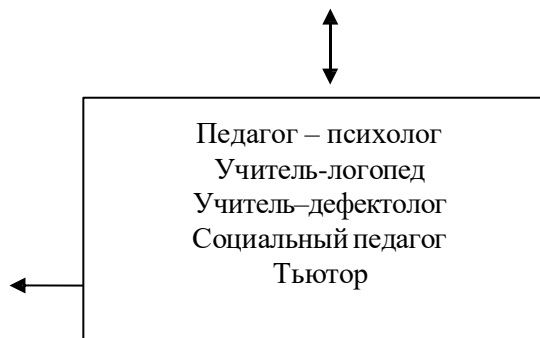 Педагог – психолог
Учитель-логопед
Учитель–дефектолог
Социальный педагог
Тьютор